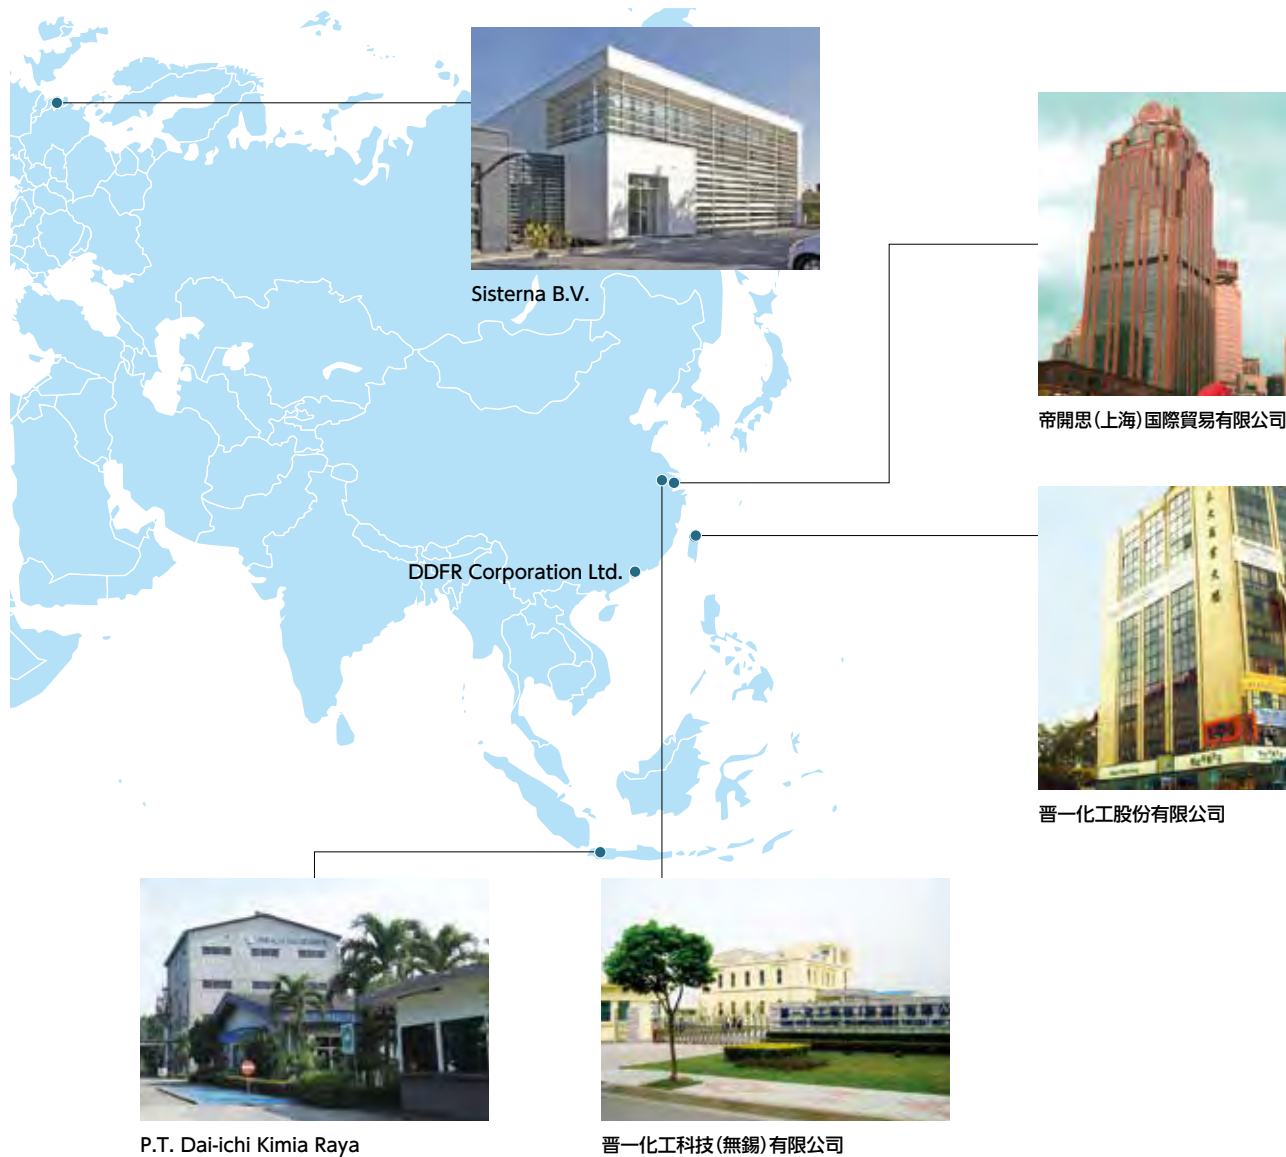 Sisterna B.V.
帝開思(上海)国際貿易有限公司
DDFR Corporation Ltd.
晋一化工股份有限公司
P.T. Dai-ichi Kimia Raya
晋一化工科技(無錫)有限公司